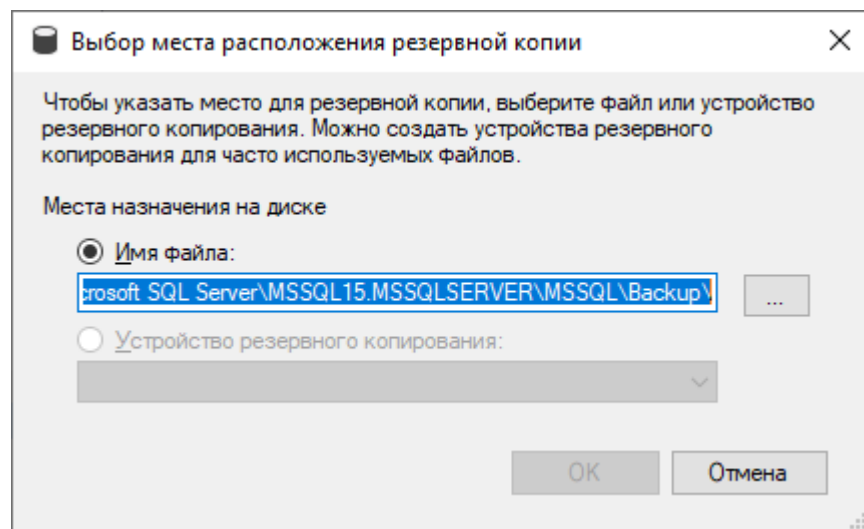 Выбор места расположения резервной копии
Чтобы указать место для резервной копии, выберите файл или устройство
резервного копирования. Можно создать устройства резервного
копирования для часто используемых файлов.
Места назначения на диске
Имя файла:
crosoft SQL Server\MSSQL15.MSSQLSERVER\MSSQL\Backup\
...
Устройство резервного копирования:
OK
Отмена